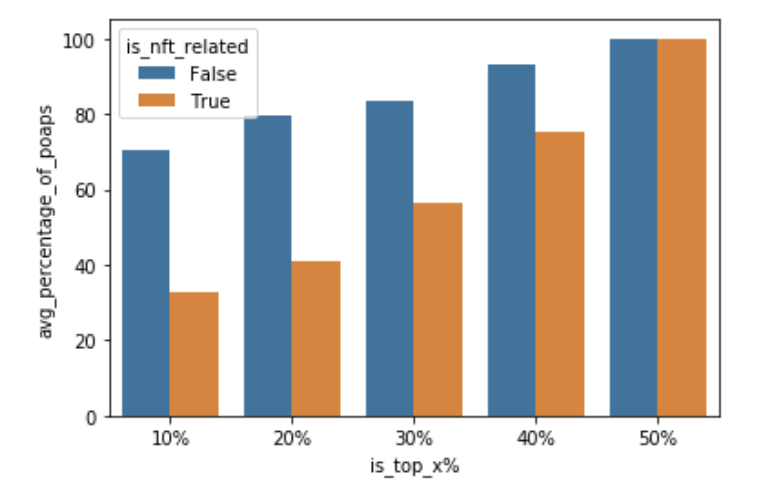 is_nft_related
False
True
avg_percentage_of_poaps
100
80
60
40
20
0
10% 20% 30% 40% 50%
is_top_x%